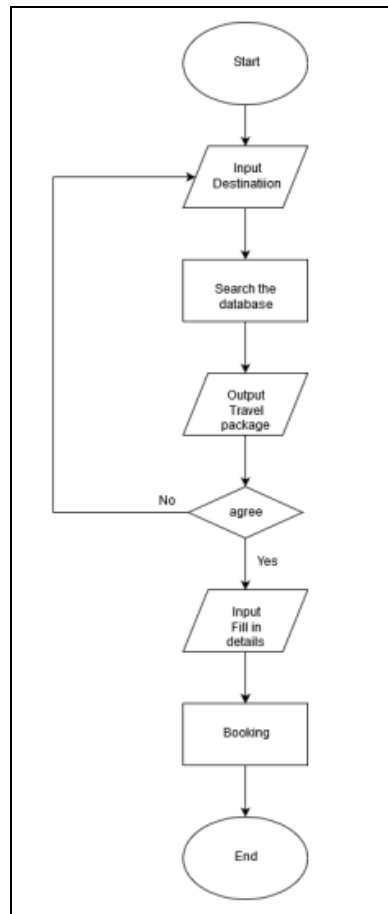 Start
Input
Destinatiion
Search the
database
Output
Travel
package
No
agree
Yes
Input
Fill in
details
Booking
End